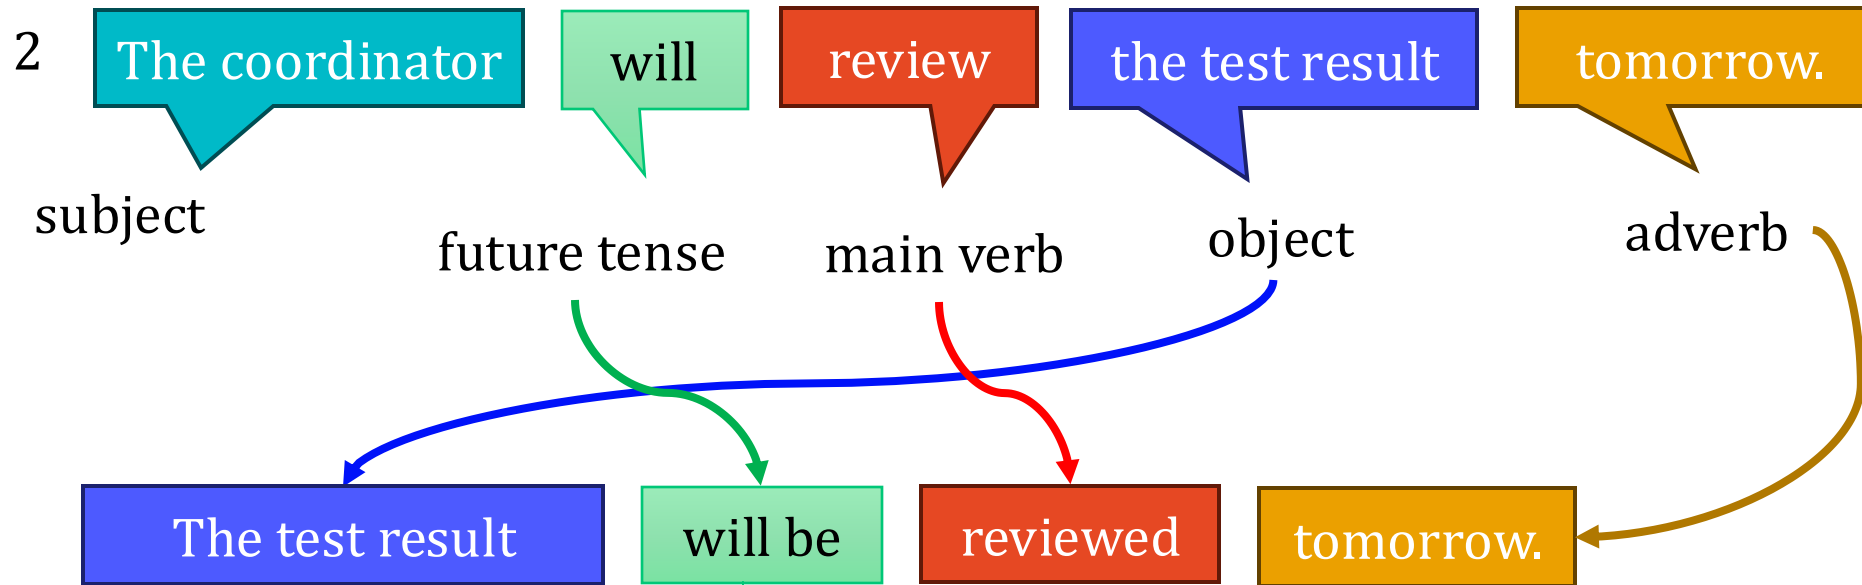 2 The coordinator will review the test result tomorrow.
subject future tense main verb object adverb
The test result will be reviewed tomorrow.